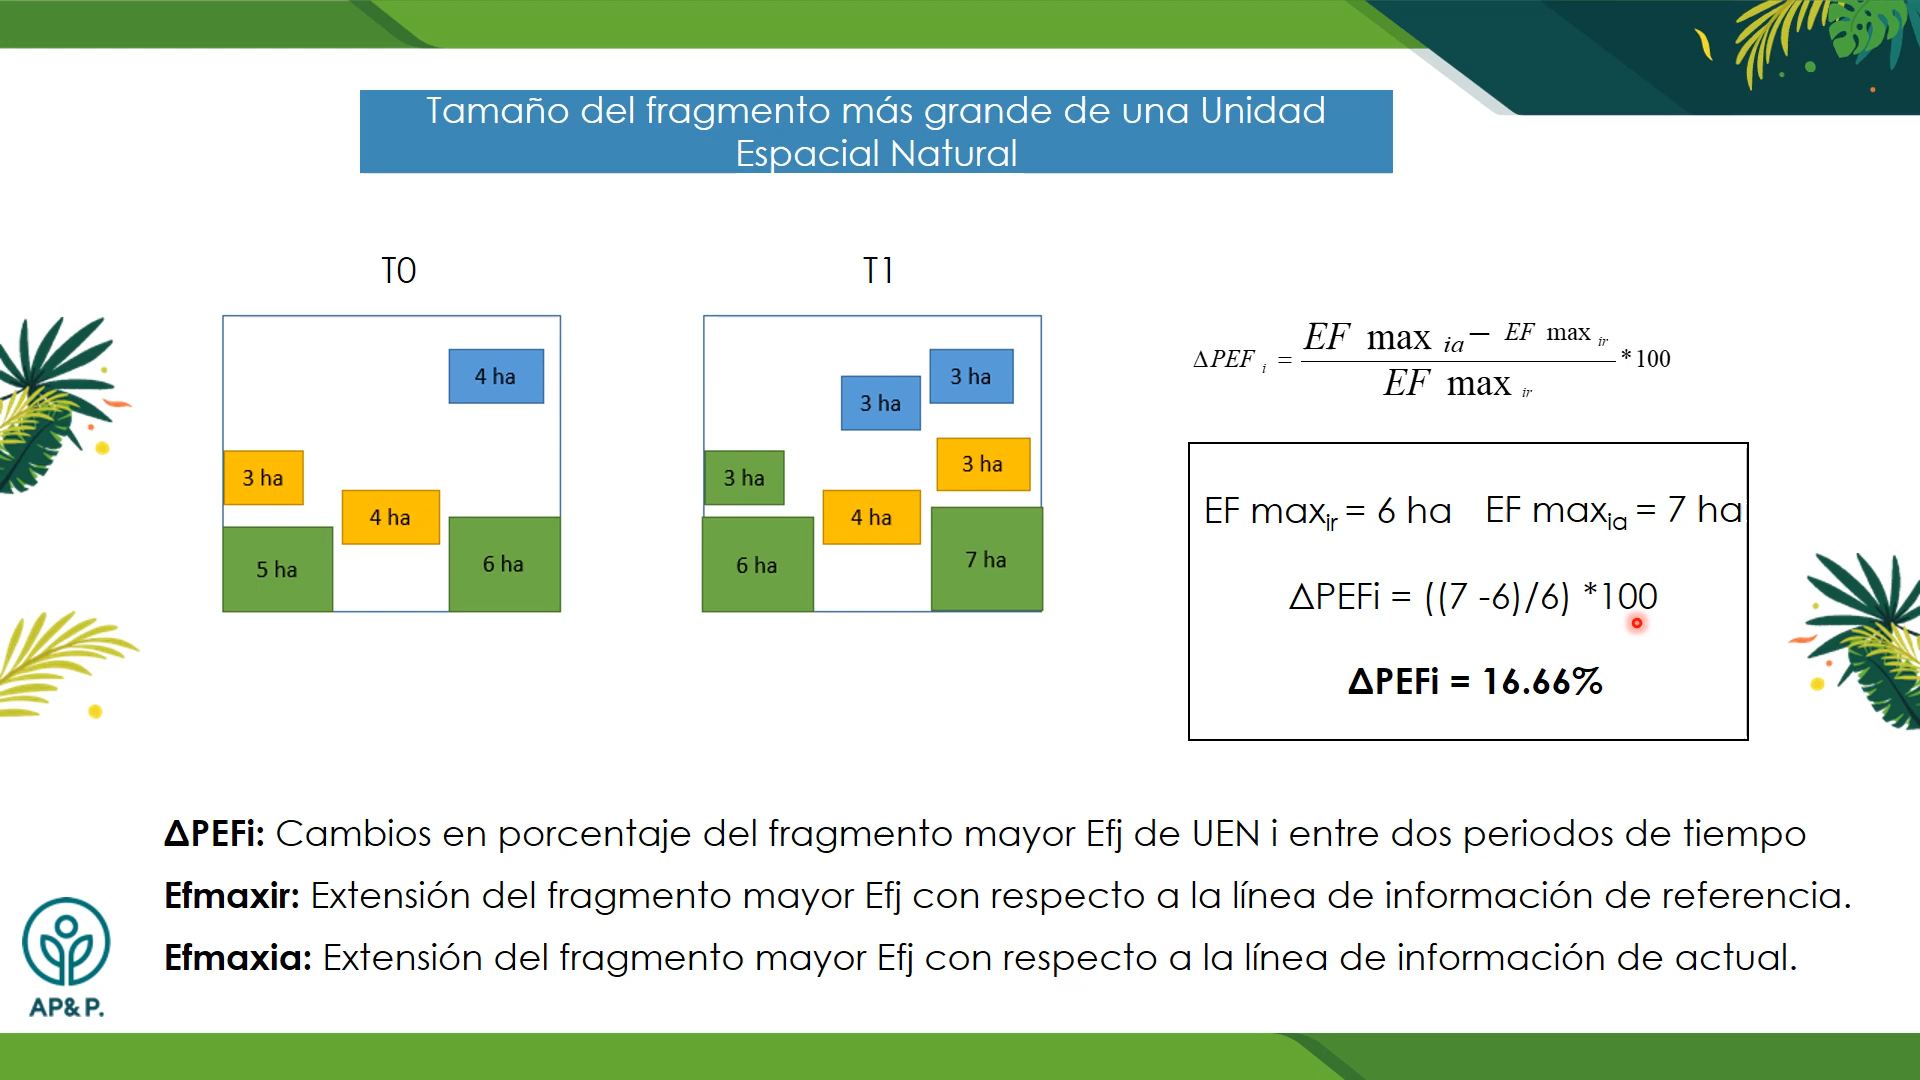 Tamaño del fragmento más grande de una Unidad
Espacial Natural
T0
4 ha
3 ha
4 ha
5 ha
6 ha
T1
3 ha
3 ha
3 ha
3 ha
4 ha
6 ha
7 ha
ΔPEF i = (EF max ia − EF max ir) / (EF max ir) *100
EF maxir = 6 ha EF maxia = 7 ha
ΔPEFi = ((7 -6)/6) *100
ΔPEFi = 16.66%
ΔPEFi: Cambios en porcentaje del fragmento mayor Efj de UEN i entre dos periodos de tiempo
Efmaxir: Extensión del fragmento mayor Efj con respecto a la línea de información de referencia.
Efmaxia: Extensión del fragmento mayor Efj con respecto a la línea de información de actual.
AP&P.